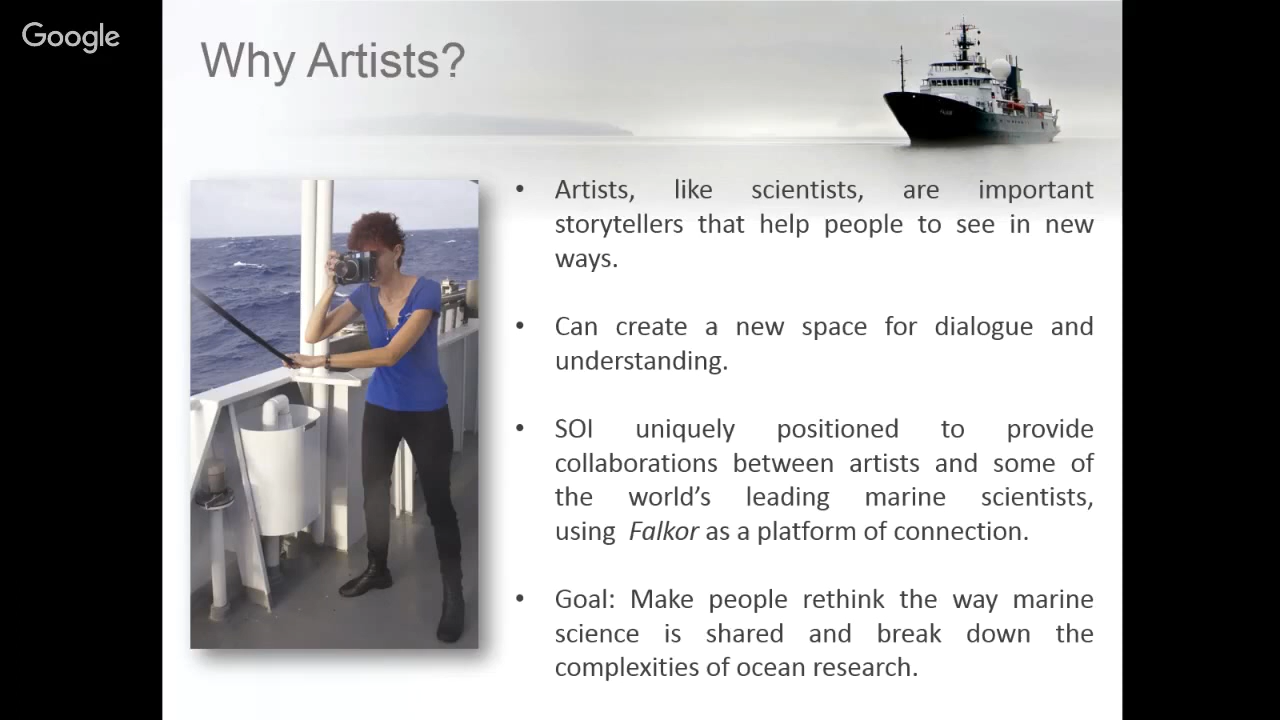 Google
Why Artists?
• Artists, like scientists, are important
storytellers that help people to see in new
ways.
• Can create a new space for dialogue and
understanding.
• SOI uniquely positioned to provide
collaborations between artists and some of
the world's leading marine scientists,
using Falkor as a platform of connection.
• Goal: Make people rethink the way marine
science is shared and break down the
complexities of ocean research.